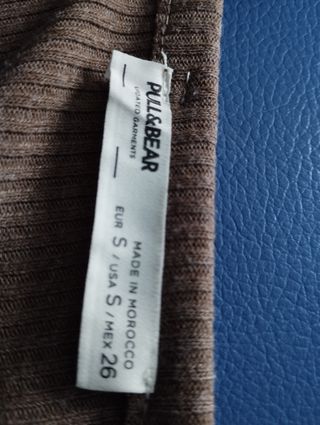 PULL&BEAR
MADE IN MOROCCO
EUR S / USA S / MEX 26